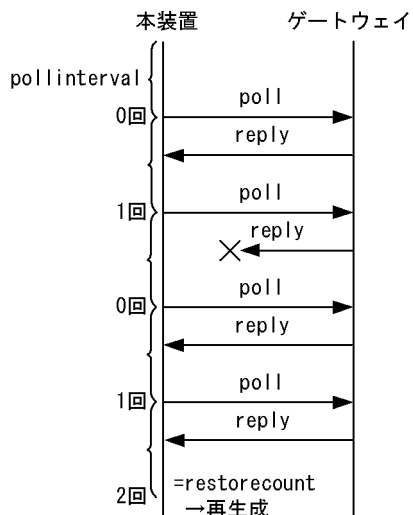 本装置 ゲートウェイ
pollinterval
poll
0回
reply
poll
1回
reply
poll
0回
reply
poll
1回
reply
=restorecount
2回
→再生成